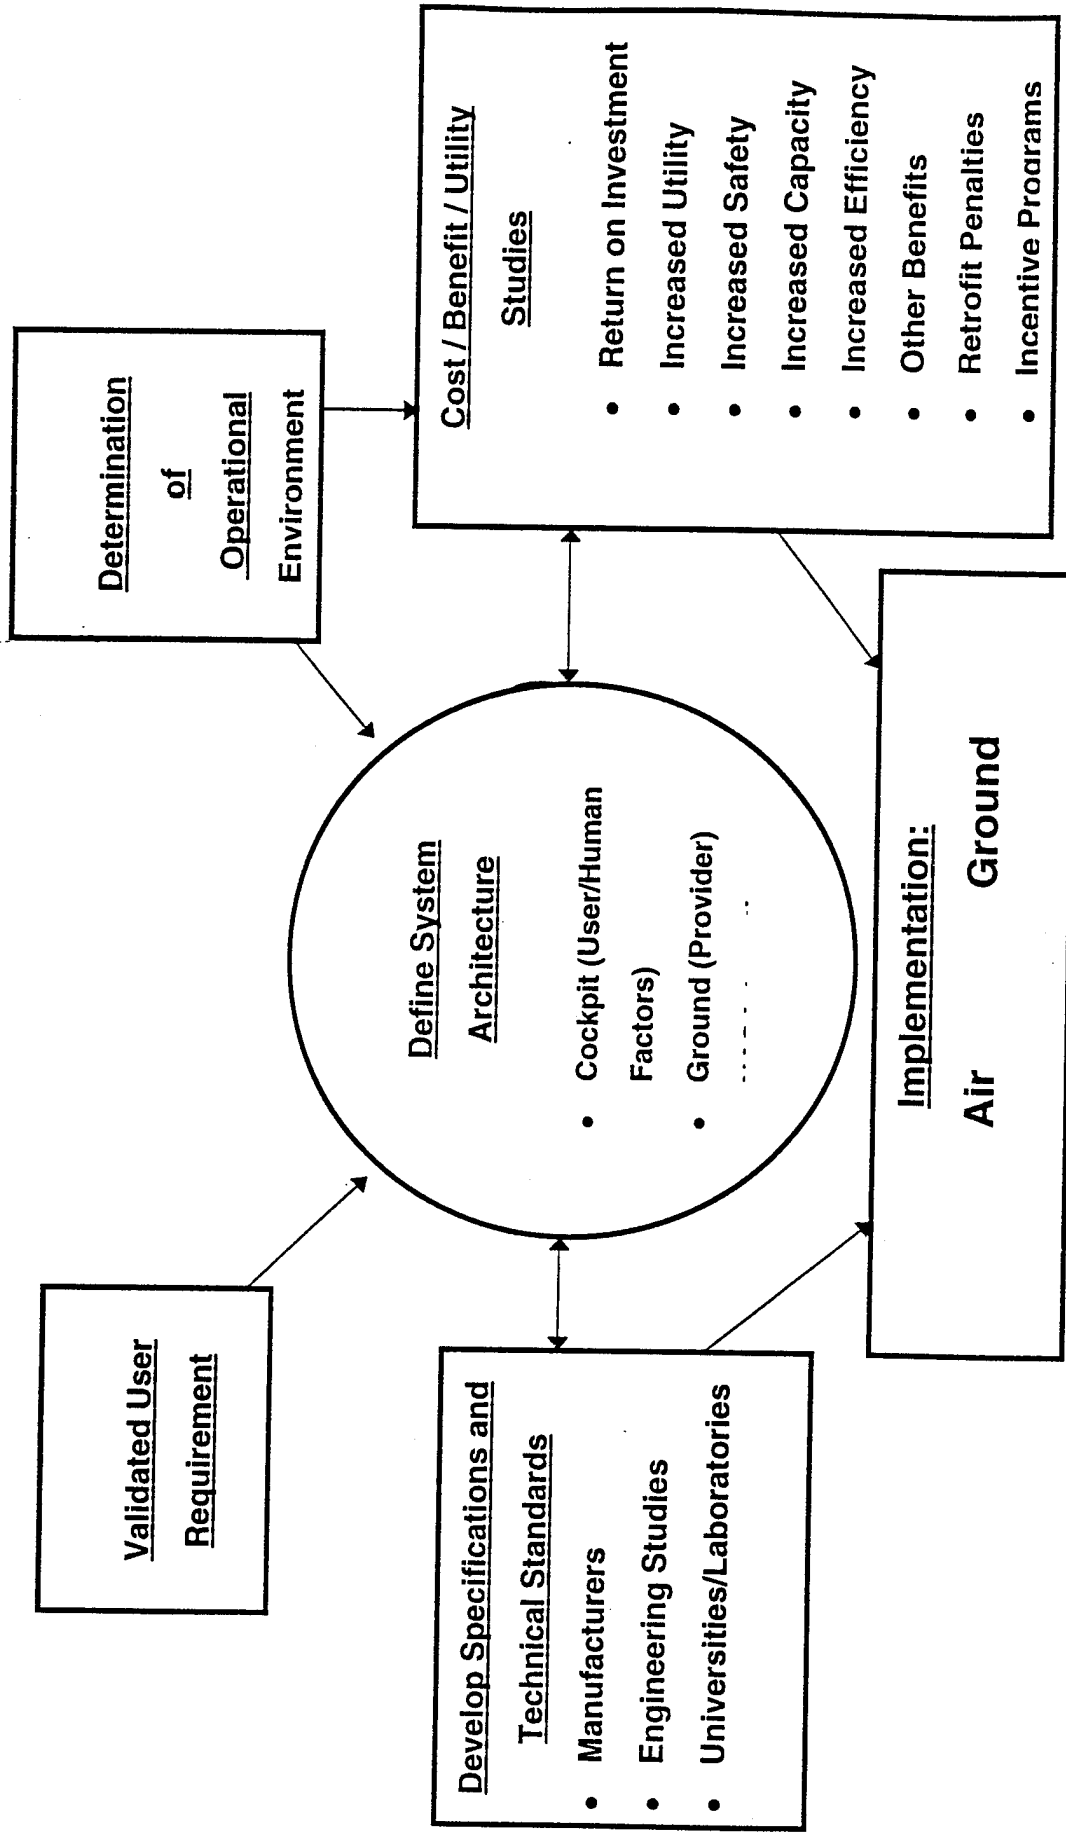 Validated User
Requirement
Determination
of
Operational
Environment
Develop Specifications and
Technical Standards
• Manufacturers
• Engineering Studies
• Universities/Laboratories
Define System
Architecture
• Cockpit (User/Human
Factors)
• Ground (Provider)
Cost / Benefit / Utility
Studies
• Return on Investment
• Increased Utility
• Increased Safety
• Increased Capacity
• Increased Efficiency
• Other Benefits
• Retrofit Penalties
• Incentive Programs
Implementation:
Air Ground